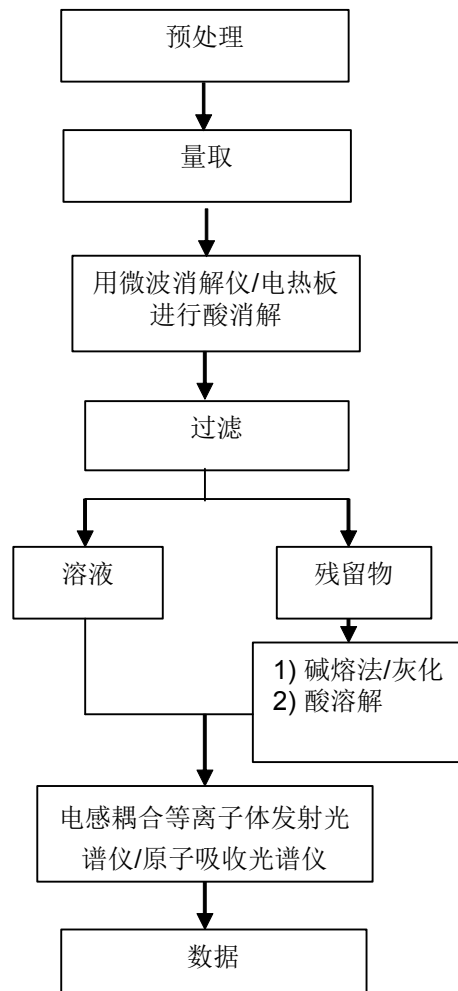 预处理
量取
用微波消解仪/电热板
进行酸消解
过滤
溶液
残留物
1) 碱熔法/灰化
2) 酸溶解
电感耦合等离子体发射光
谱仪/原子吸收光谱仪
数据